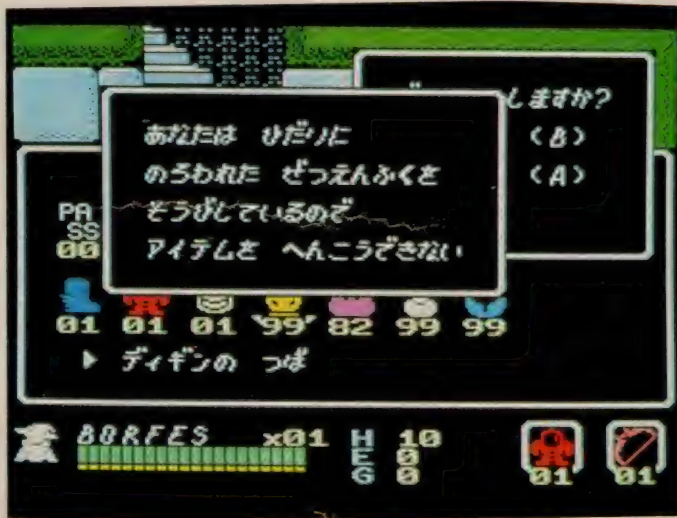 しますか?
(B)
(A)
あなたは ひだりに
のろわれた ぜつえんふくを
そうびしているので
アイテムを へんこうできない
PA
SS
00
01 01 01 99 82 99 99
▶ ディギンの つぼ
BORFES x01
H 10
E 0
G 0
01 01